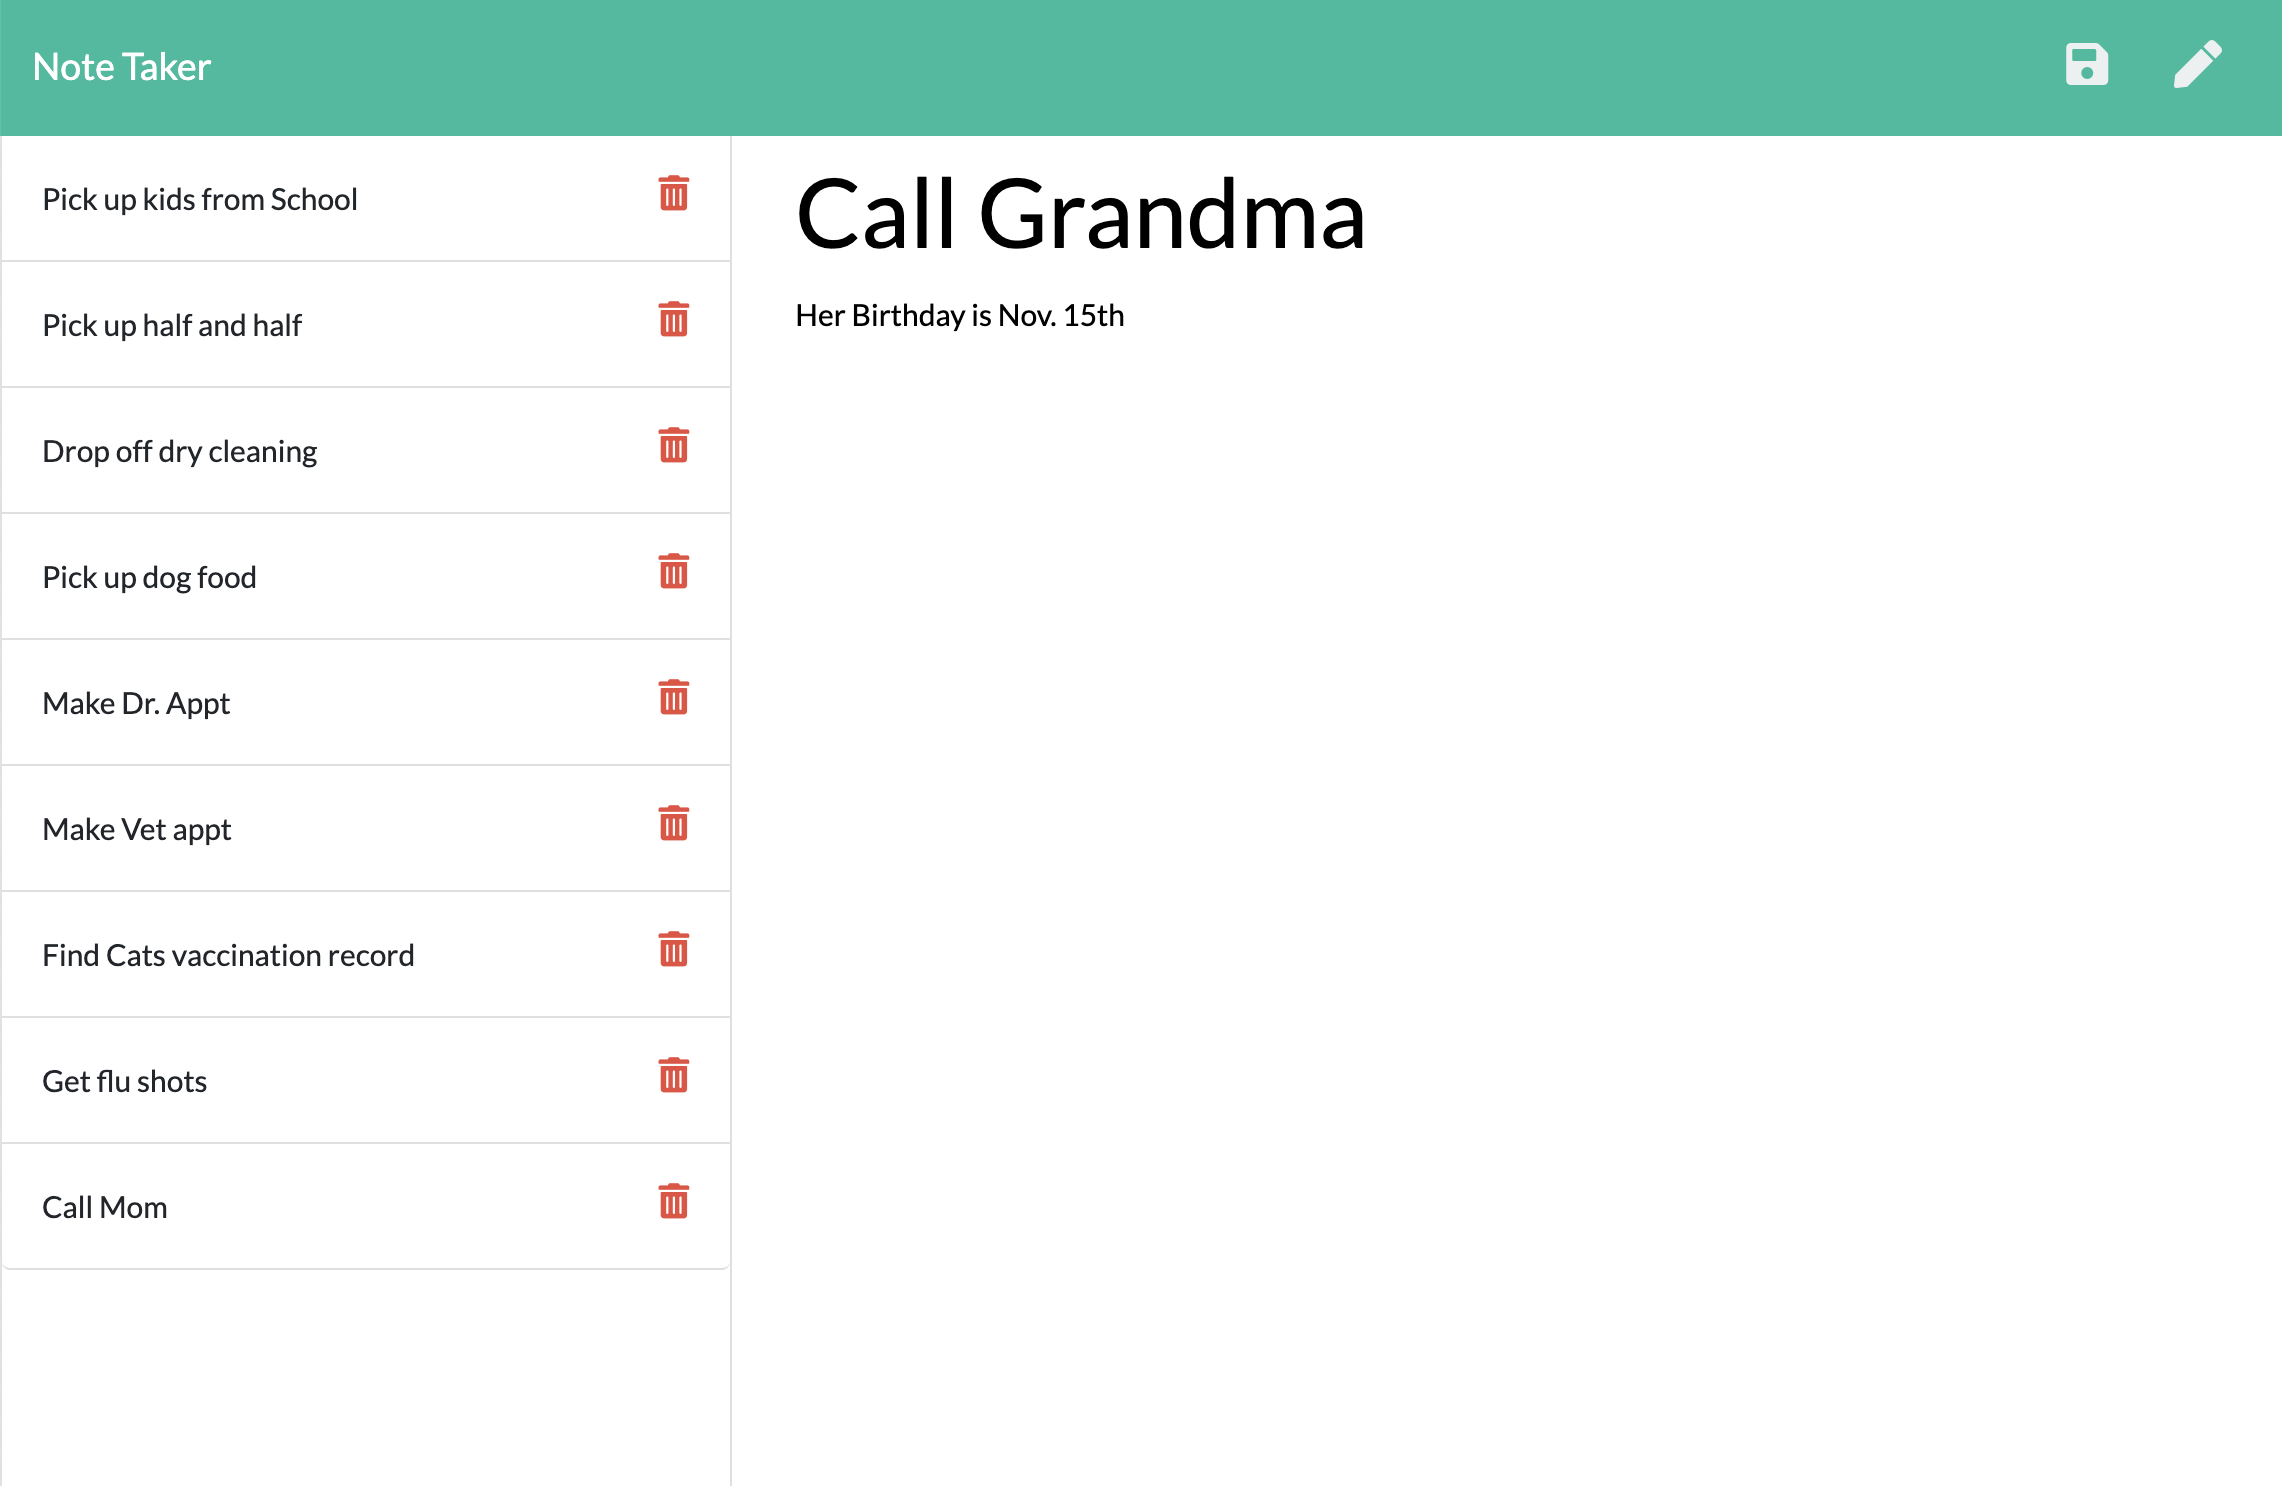 Note Taker
Pick up kids from School
Pick up half and half
Drop off dry cleaning
Pick up dog food
Make Dr. Appt
Make Vet appt
Find Cats vaccination record
Get flu shots
Call Mom
Call Grandma
Her Birthday is Nov. 15th